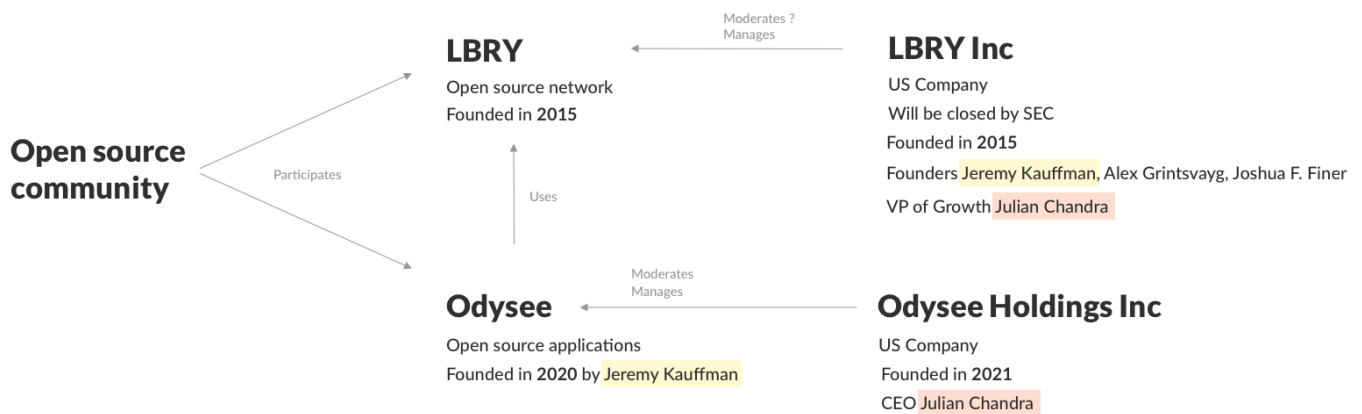 Moderates ?
Manages
LBRY
Open source network
Founded in 2015
LBRY Inc
US Company
Will be closed by SEC
Founded in 2015
Founders Jeremy Kauffman, Alex Grintsvayg, Joshua F. Finer
VP of Growth Julian Chandra
Open source
community
Participates
Uses
Moderates
Manages
Odysee
Open source applications
Founded in 2020 by Jeremy Kauffman
Odysee Holdings Inc
US Company
Founded in 2021
CEO Julian Chandra